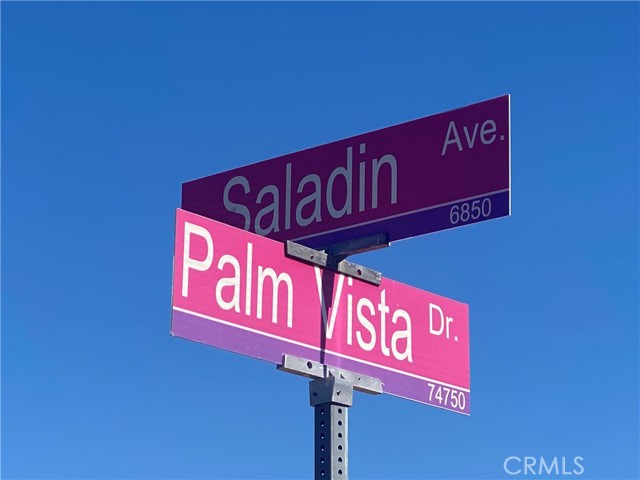 Saladin Ave.
6850
Palm Vista Dr.
74750
CRMLS